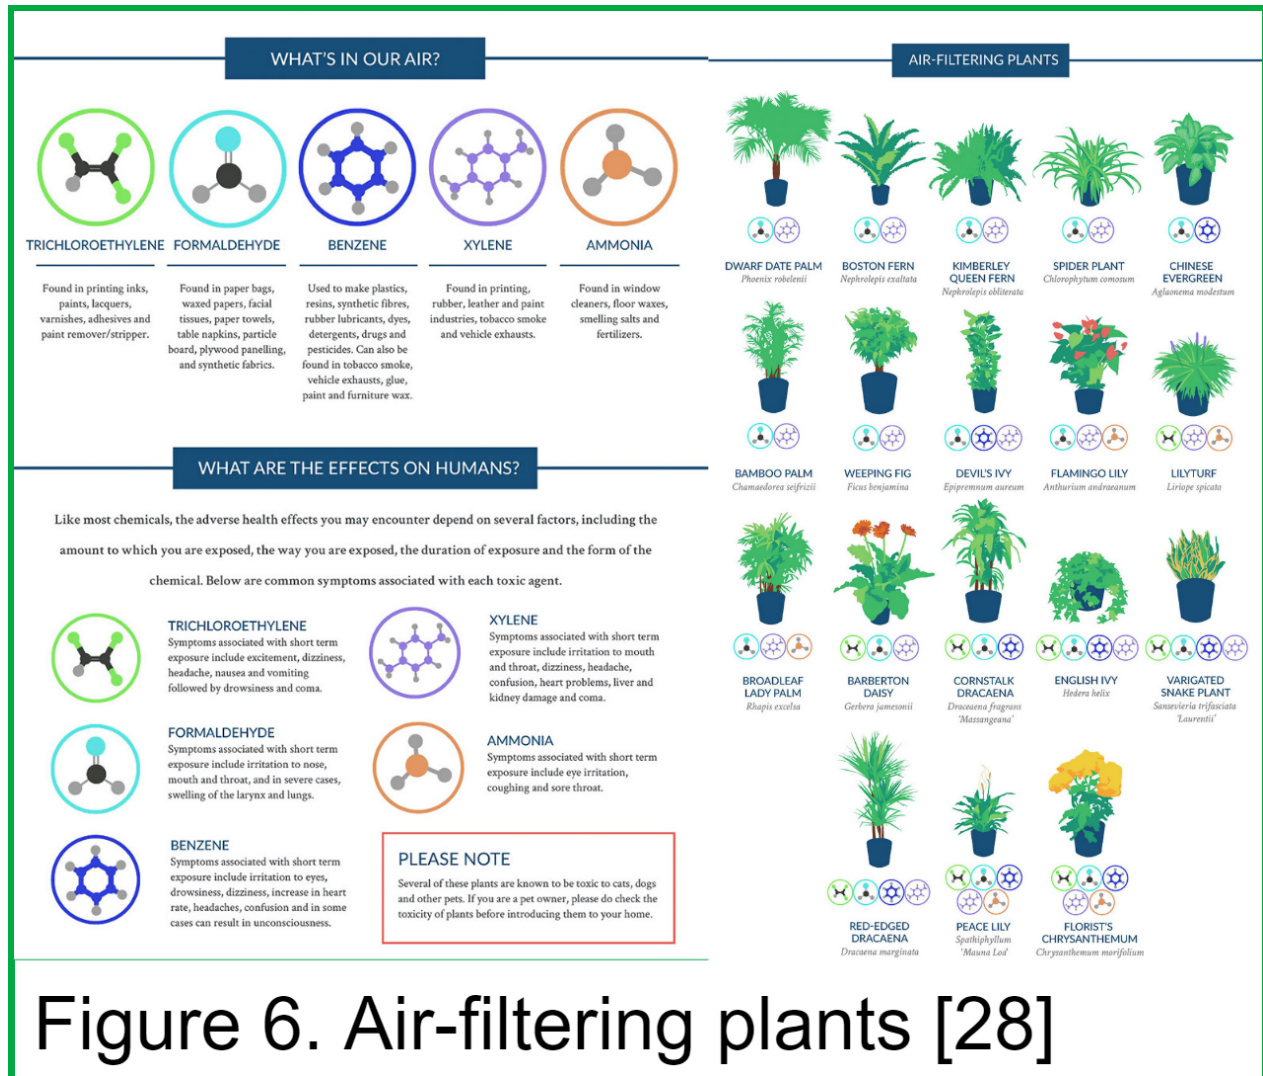 WHAT'S IN OUR AIR?
TRICHLOROETHYLENE
Found in printing inks,
paints, lacquers,
varnishes, adhesives and
paint remover/stripper.
FORMALDEHYDE
Found in paper bags,
waxed papers, facial
tissues, paper towels,
table napkins, particle
board, plywood panelling,
and synthetic fabrics.
BENZENE
Used to make plastics,
resins, synthetic fibres,
rubber lubricants, dyes,
detergents, drugs and
pesticides. Can also be
found in tobacco smoke,
vehicle exhausts, glue,
paint and furniture wax.
XYLENE
Found in printing,
rubber, leather and paint
industries, tobacco smoke
and vehicle exhausts.
AMMONIA
Found in window
cleaners, floor waxes,
smelling salts and
fertilizers.
WHAT ARE THE EFFECTS ON HUMANS?
Like most chemicals, the adverse health effects you may encounter depend on several factors, including the
amount to which you are exposed, the way you are exposed, the duration of exposure and the form of the
chemical. Below are common symptoms associated with each toxic agent.
TRICHLOROETHYLENE
Symptoms associated with short term
exposure include excitement, dizziness,
headache, nausea and vomiting
followed by drowsiness and coma.
FORMALDEHYDE
Symptoms associated with short term
exposure include irritation to nose,
mouth and throat, and in severe cases,
swelling of the larynx and lungs.
BENZENE
Symptoms associated with short term
exposure include irritation to eyes,
drowsiness, dizziness, increase in heart
rate, headaches, confusion and in some
cases can result in unconsciousness.
XYLENE
Symptoms associated with short term
exposure include irritation to mouth
and throat, dizziness, headache,
confusion, heart problems, liver and
kidney damage and coma.
AMMONIA
Symptoms associated with short term
exposure include eye irritation,
coughing and sore throat.
PLEASE NOTE
Several of these plants are known to be toxic to cats, dogs
and other pets. If you are a pet owner, please do check the
toxicity of plants before introducing them to your home.
AIR-FILTERING PLANTS
DWARF DATE PALM
Phoenix robelenii
BOSTON FERN
Nephrolepis exaltata
KIMBERLEY
QUEEN FERN
Nephrolepis obliterata
SPIDER PLANT
Chlorophytum comosum
CHINESE
EVERGREEN
Aglaonema modestum
BAMBOO PALM
Chamaedorea seifrizii
WEEPING FIG
Ficus benjamina
DEVIL'S IVY
Epipremnum aureum
FLAMINGO LILY
Anthurium andraeanum
LILYTURF
Liriope spicata
BROADLEAF
LADY PALM
Rhapis excelsa
BARBERTON
DAISY
Gerbera jamesonii
CORNSTALK
DRACAENA
Dracaena fragrans
'Massangeana'
ENGLISH IVY
Hedera helix
VARIGATED
SNAKE PLANT
Sansevieria trifasciata
'Laurentii'
RED-EDGED
DRACAENA
Dracaena marginata
PEACE LILY
Spathiphyllum
'Mauna Loa'
FLORIST'S
CHRYSANTHEMUM
Chrysanthemum morifolium
Figure 6. Air-filtering plants [28]